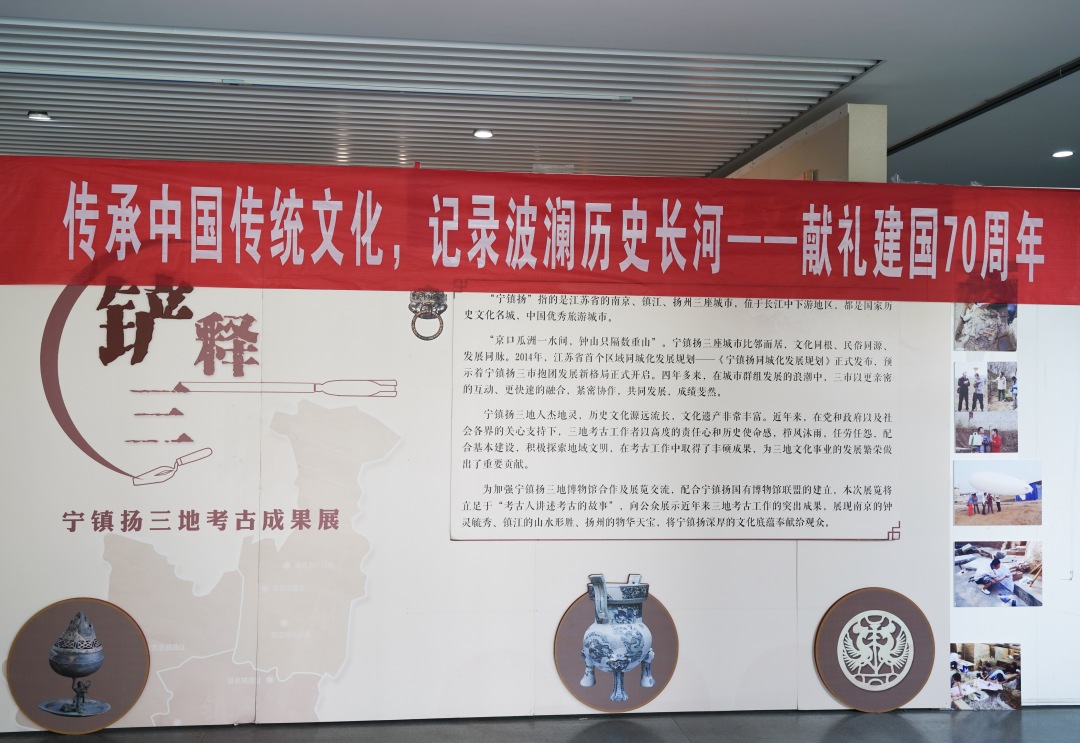 传承中国传统文化，记录波澜历史长河——献礼建国70周年
铲
释
三
三
宁镇扬三地考古成果展
“宁镇扬”指的是江苏省的南京、镇江、扬州三座城市，位于长江中下游地区，都是国家历
史文化名城、中国优秀旅游城市。
“京口瓜洲一水间，钟山只隔数重山”。宁镇扬三座城市比邻而居，文化同根、民俗同源、
发展同脉。2014年，江苏省首个区域同城化发展规划——《宁镇扬同城化发展规划》正式发布，预
示着宁镇扬三市抱团发展新格局正式开启。四年多来，在城市群组发展的浪潮中，三市以更亲密
的互动、更快速的融合，紧密协作，共同发展，成绩斐然。
宁镇扬三地人杰地灵，历史文化源远流长，文化遗产非常丰富。近年来，在党和政府以及社
会各界的关心支持下，三地考古工作者以高度的责任心和历史使命感，栉风沐雨，任劳任怨，配
合基本建设，积极探索地域文明，在考古工作中取得了丰硕成果，为三地文化事业的发展繁荣做
出了重要贡献。
为加强宁镇扬三地博物馆合作及展览交流，配合宁镇扬国有博物馆联盟的建立，本次展览将
立足于“考古人讲述考古的故事”，向公众展示近年来三地考古工作的突出成果，展现南京的钟
灵毓秀、镇江的山水形胜、扬州的物华天宝，将宁镇扬深厚的文化底蕴奉献给观众。